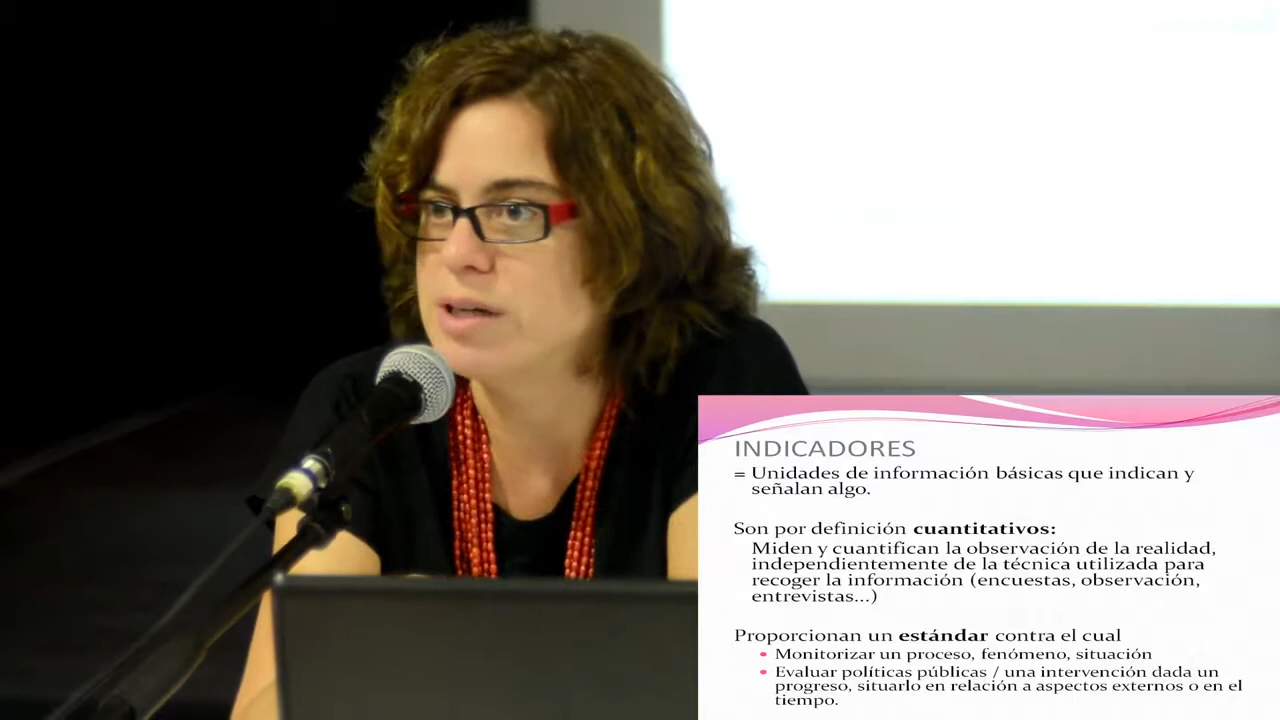 INDICADORES
= Unidades de información básicas que indican y
señalan algo.
Son por definición cuantitativos:
Miden y cuantifican la observación de la realidad,
independientemente de la técnica utilizada para
recoger la información (encuestas, observación,
entrevistas...)
Proporcionan un estándar contra el cual
• Monitorizar un proceso, fenómeno, situación
• Evaluar políticas públicas / una intervención dada un
progreso, situarlo en relación a aspectos externos o en el
tiempo.